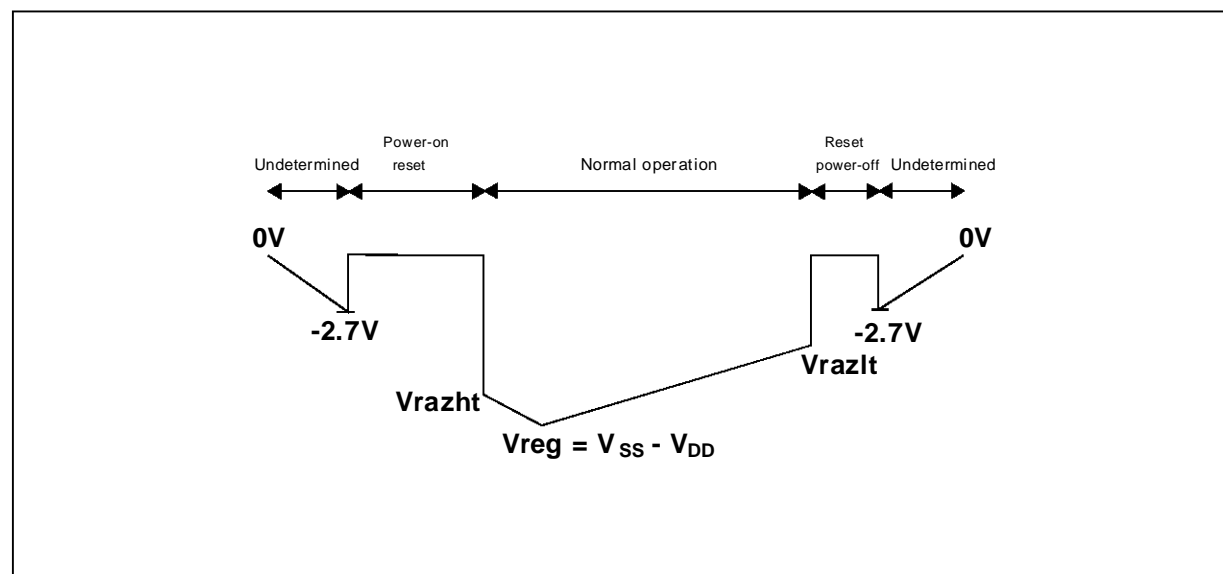 Power-on
reset
Reset
power-off
Undetermined
Normal operation
Undetermined
0V
0V
-2.7V
-2.7V
Vrazlt
Vrazht
Vreg = VSS - VDD